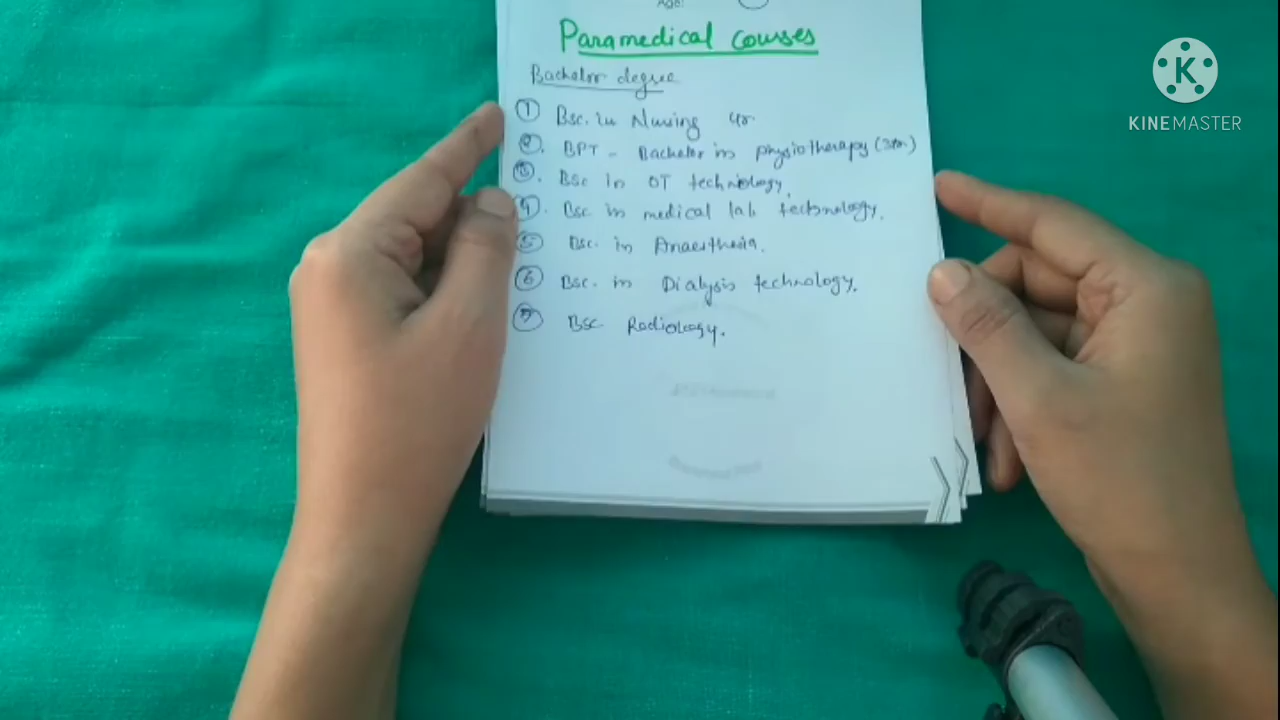 Age:
Paramedical courses
Bachelor degree
① Bsc. in Nursing 4r
②. BPT - Bachelor in physiotherapy (3yr)
③. BSc in OT technology.
④. Bsc in medical lab technology.
⑤ Bsc. in Anaesthesia.
⑥ Bsc. in Dialysis technology.
⑦ BSc Radiology.
K
KINEMASTER